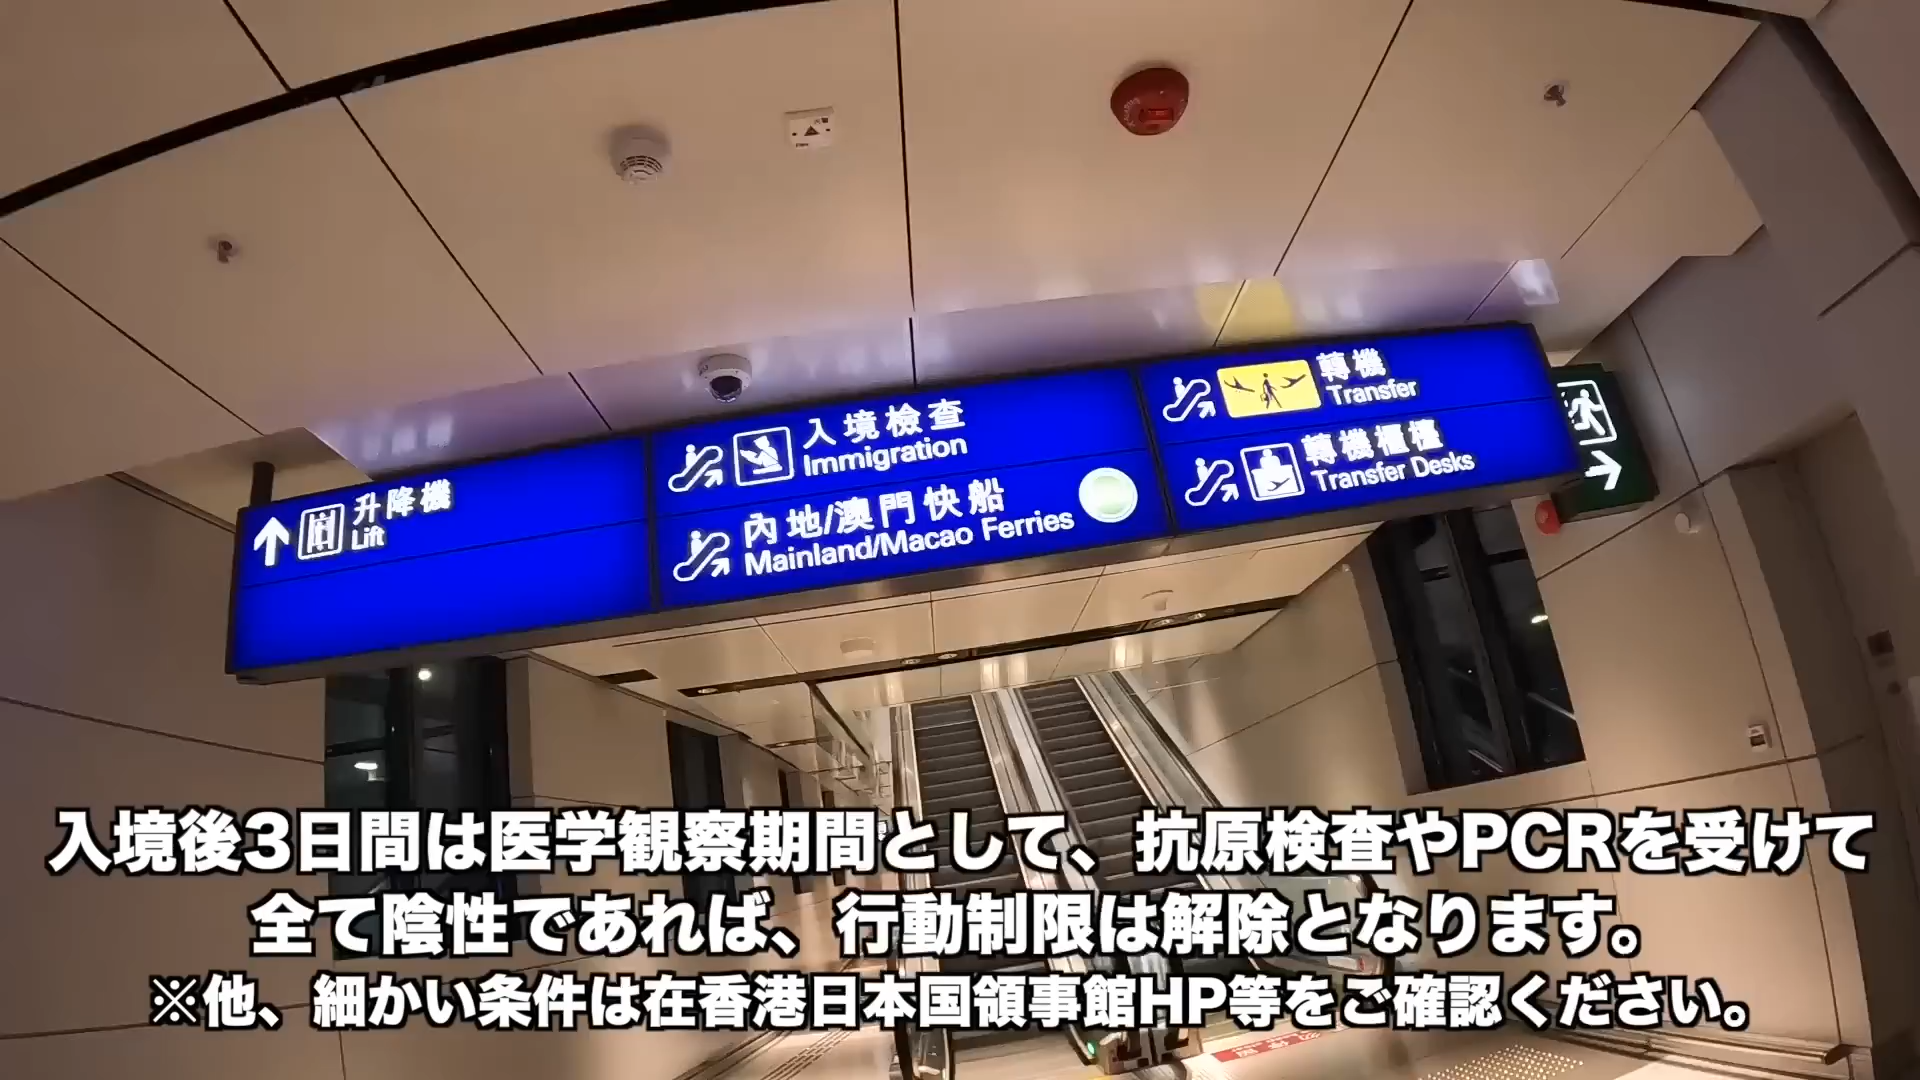 升降機
Lift
入境檢查
Immigration
內地/澳門快船
Mainland/Macao Ferries
轉機
Transfer
轉機櫃檯
Transfer Desks
入境後3日間は医学観察期間として、抗原検査やPCRを受けて
全て陰性であれば、行動制限は解除となります。
※他、細かい条件は在香港日本国領事館HP等をご確認ください。